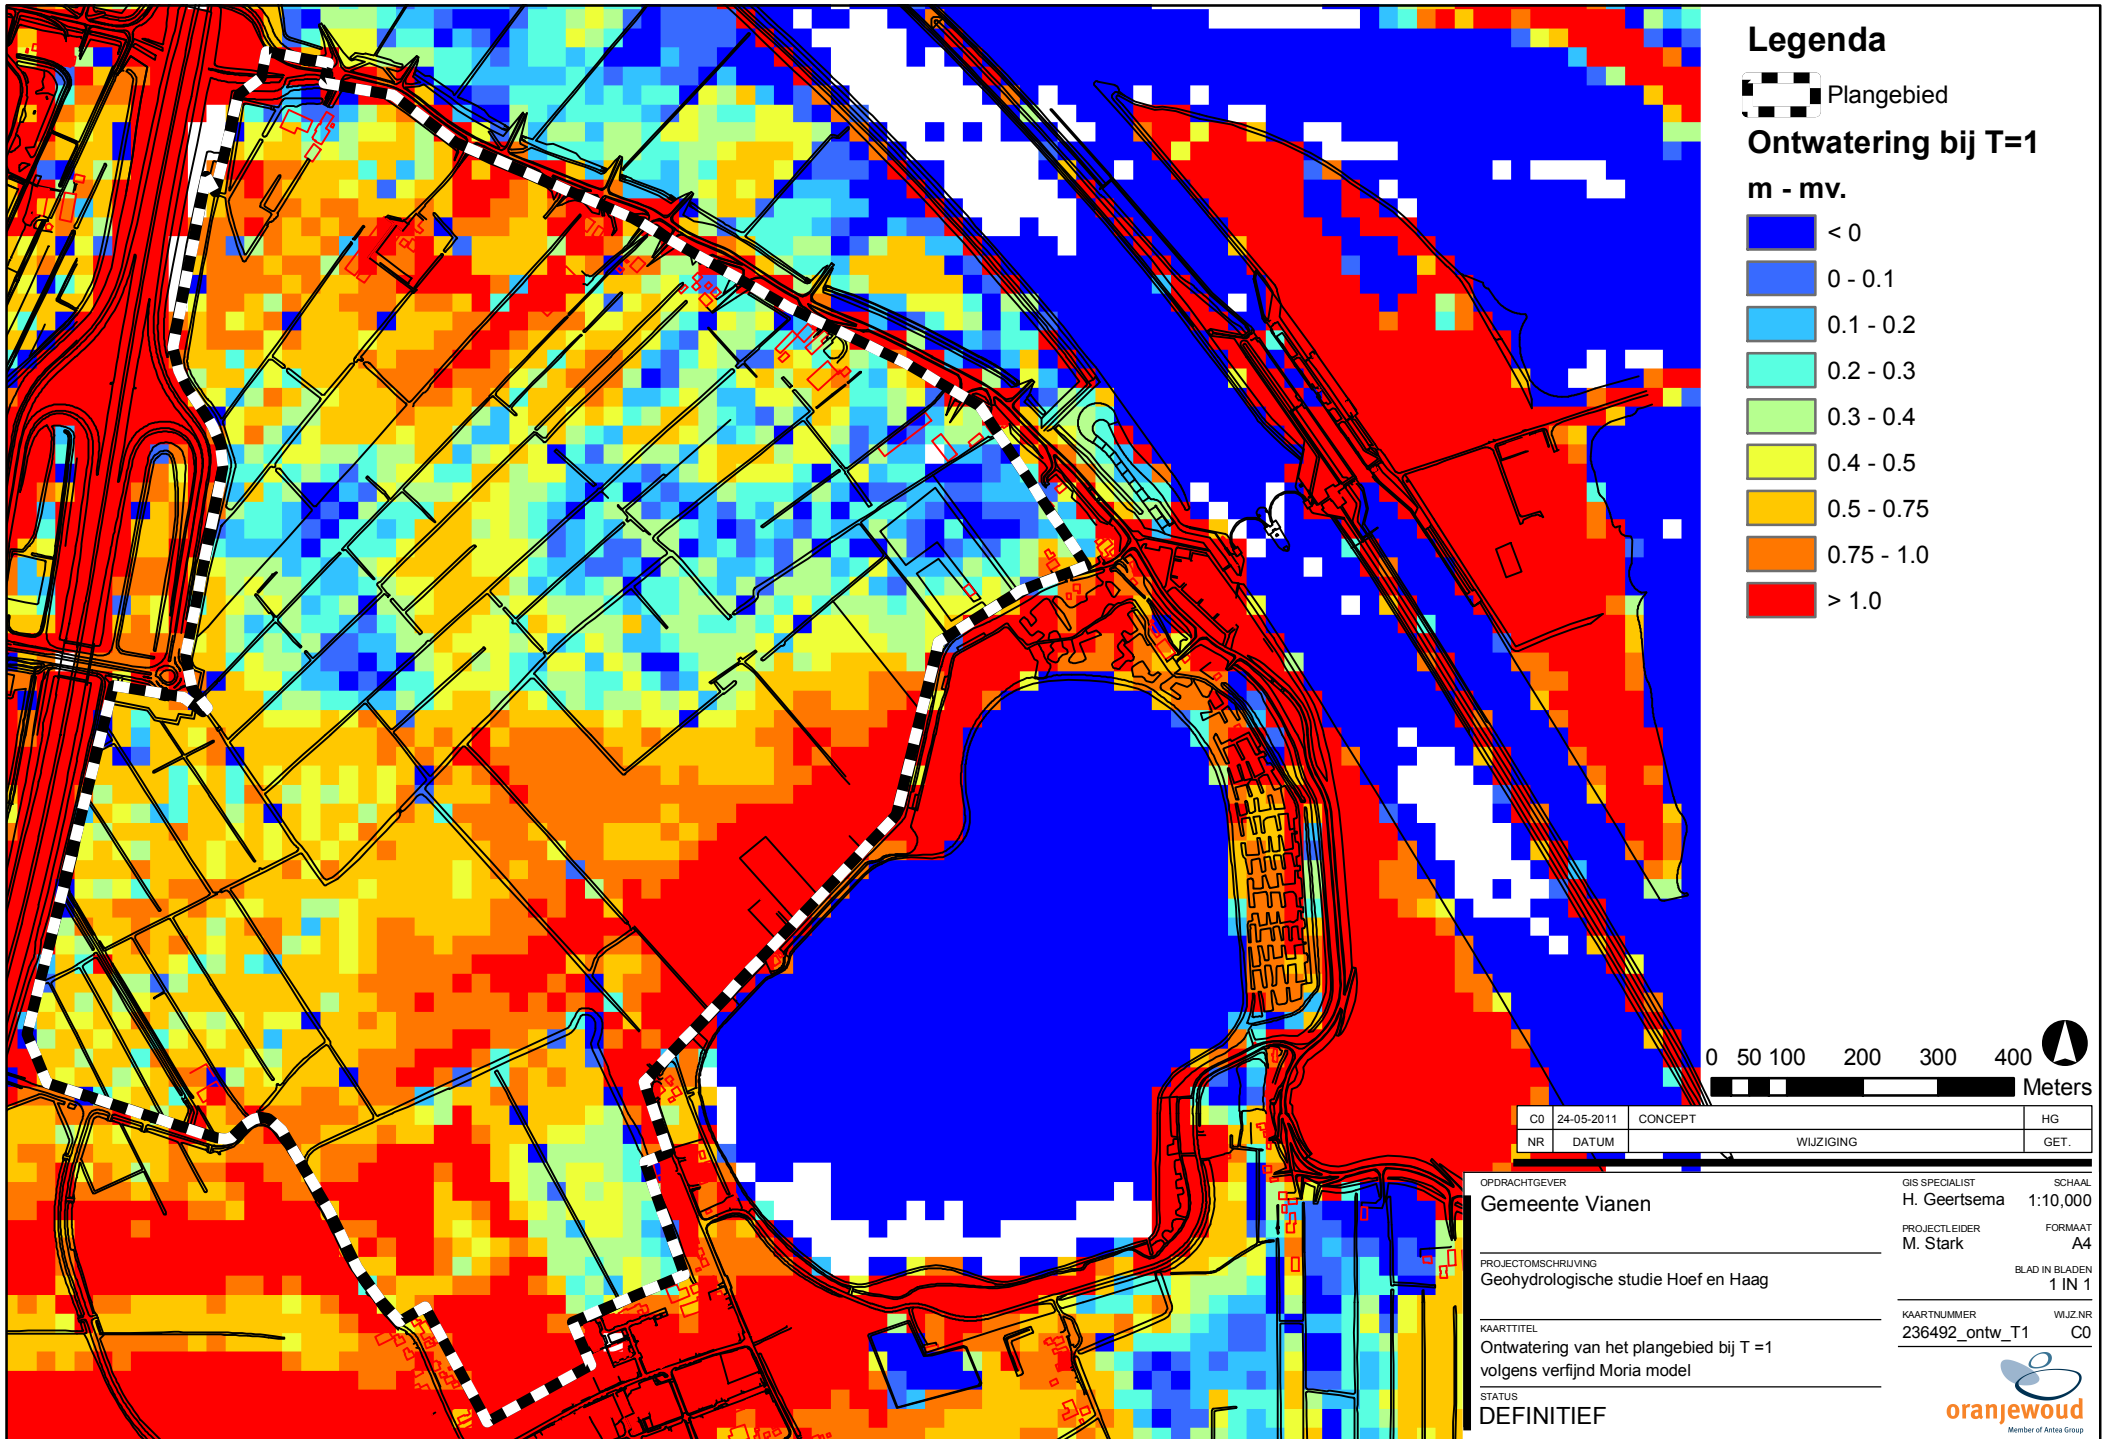 Legenda
Plangebied
Ontwatering bij T=1
m - mv.
< 0
0 - 0.1
0.1 - 0.2
0.2 - 0.3
0.3 - 0.4
0.4 - 0.5
0.5 - 0.75
0.75 - 1.0
> 1.0
0 50 100 200 300 400
Meters
C0 24-05-2011 CONCEPT HG
NR DATUM WIJZIGING GET.
OPDRACHTGEVER
Gemeente Vianen
GIS SPECIALIST SCHAAL
H. Geertsema 1:10,000
PROJECTLEIDER FORMAAT
M. Stark A4
PROJECTOMSCHRIJVING
Geohydrologische studie Hoef en Haag
BLAD IN BLADEN
1 IN 1
KAARTTITEL
Ontwatering van het plangebied bij T =1
volgens verfijnd Moria model
KAARTNUMMER WIJZ.NR
236492_ontw_T1 C0
STATUS
DEFINITIEF
oranjewoud
Member of Antea Group